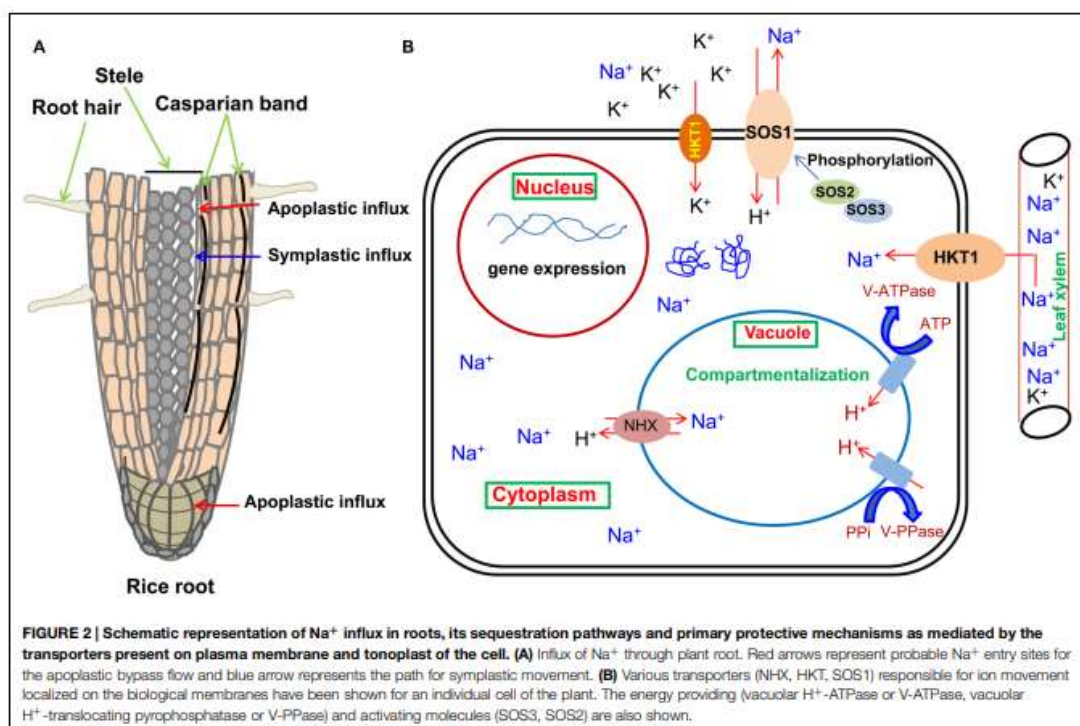 A
Stele
Root hair
Casparian band
Apoplastic influx
Symplastic influx
Apoplastic influx
Rice root
B
K⁺
Na⁺
Na⁺ K⁺ K⁺
K⁺
K⁺
HKT1
SOS1
Phosphorylation
SOS2
SOS3
K⁺
H⁺
Nucleus
gene expression
Na⁺
HKT1
K⁺
Na⁺
Na⁺
Na⁺
Na⁺
Na⁺
K⁺
Leaf xylem
V-ATPase
ATP
Na⁺
Vacuole
Compartmentalization
H⁺
Na⁺
NHX
Na⁺
H⁺
Na⁺
Na⁺
H⁺
Cytoplasm
PPi V-PPase
Na⁺
FIGURE 2 | Schematic representation of Na⁺ influx in roots, its sequestration pathways and primary protective mechanisms as mediated by the
transporters present on plasma membrane and tonoplast of the cell. (A) Influx of Na⁺ through plant root. Red arrows represent probable Na⁺ entry sites for
the apoplastic bypass flow and blue arrow represents the path for symplastic movement. (B) Various transporters (NHX, HKT, SOS1) responsible for ion movement
localized on the biological membranes have been shown for an individual cell of the plant. The energy providing (vacuolar H⁺-ATPase or V-ATPase, vacuolar
H⁺-translocating pyrophosphatase or V-PPase) and activating molecules (SOS3, SOS2) are also shown.